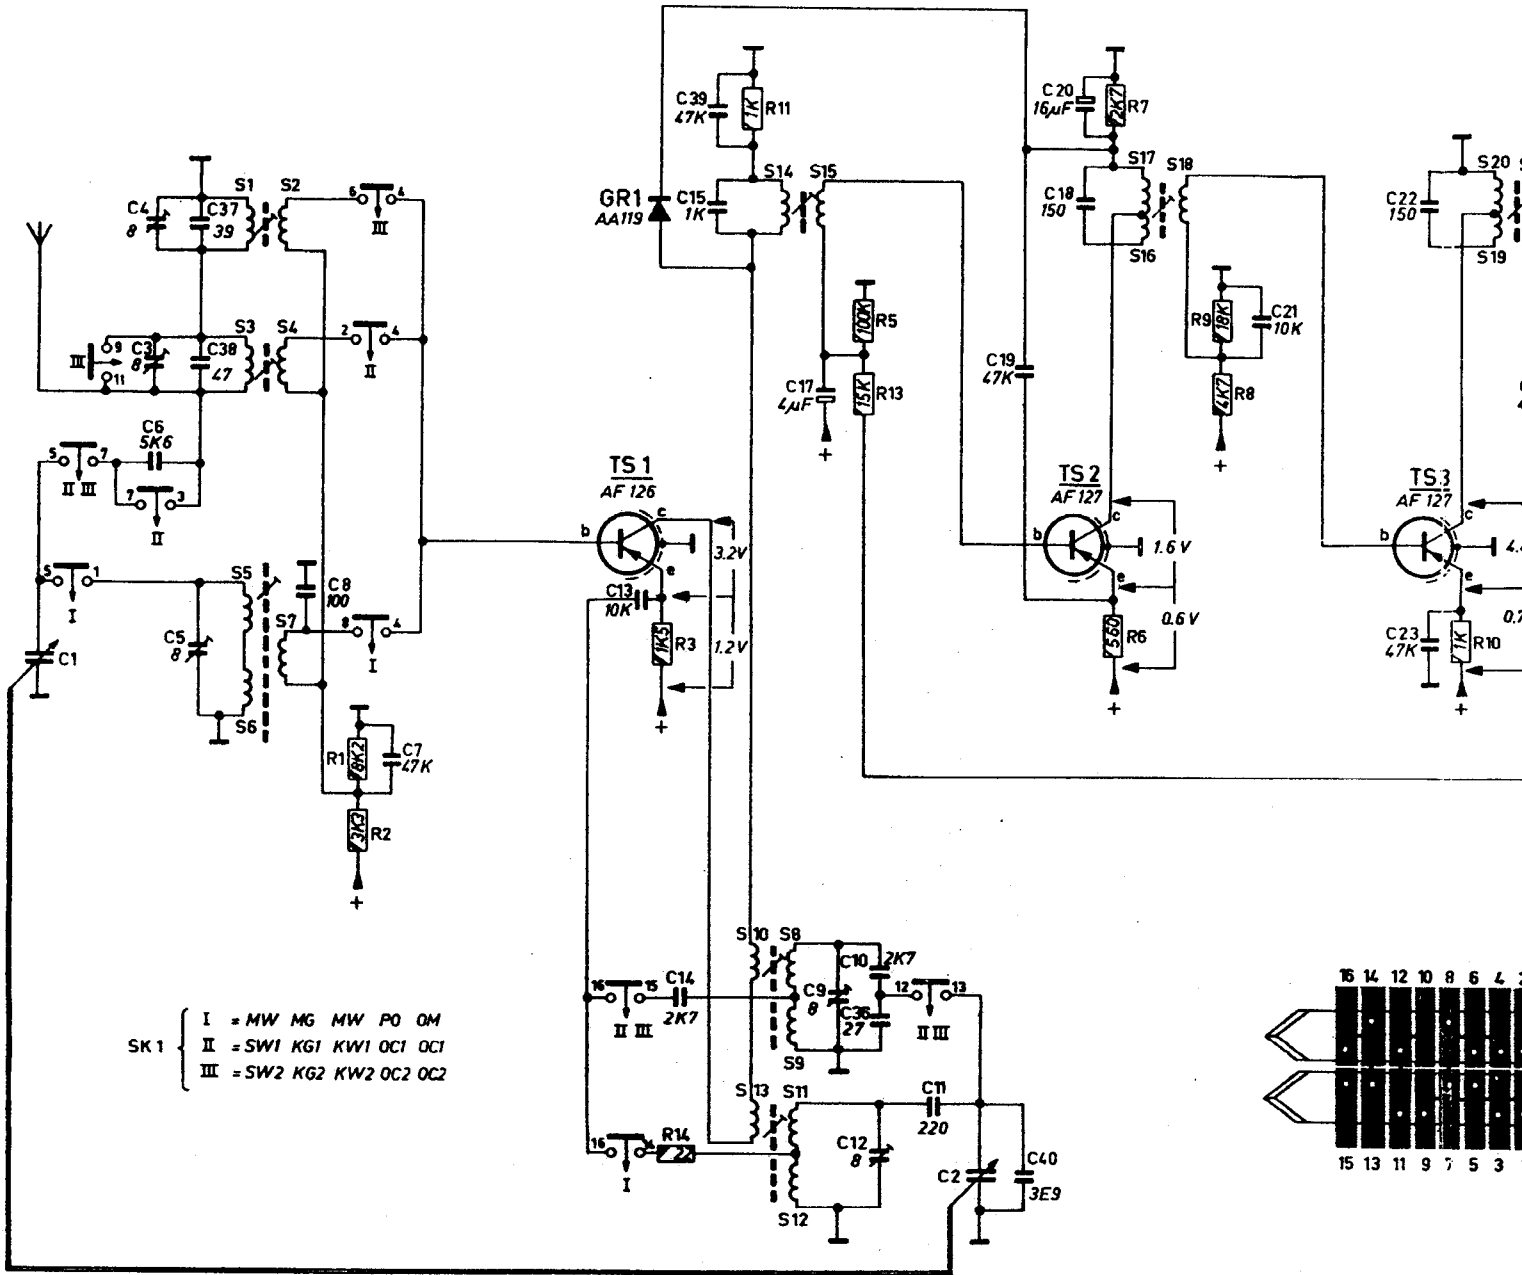 C39
47K
1K
R11
C20
16µF
2K7
R7
S1
S2
6
4
III
C4
8
C37
39
GR1
AA119
C15
1K
S14
S15
S17
S18
C18
150
S16
S20
C22
150
S19
S3
S4
9
III
11
C3
8
C38
47
2
4
II
100K
R5
C17
4µF
15K
R13
+
C19
47K
R9
18K
C21
10K
4K7
R8
+
C6
5K6
5
7
II III
7
3
II
TS1
AF 126
b
c
e
3.2V
1.2V
TS 2
AF 127
b
c
e
1.6 V
0.6 V
TS 3
AF 127
b
c
e
5
1
I
S5
C8
100
S7
8
4
I
C5
8
S6
C1
C13
10K
1K5
R3
+
560
R6
+
C23
47K
1K
R10
+
R1
8K2
C7
47K
3K3
R2
+
S10
S8
C10
2K7
16
15
II III
C14
2K7
C9
8
C36
27
12
13
II III
S9
SK 1
I = MW MG MW PO OM
II = SW1 KG1 KW1 OC1 OC1
III = SW2 KG2 KW2 OC2 OC2
S13
S11
C11
220
16
I
R14
22
C12
8
C2
C40
3E9
S12
16 14 12 10 8 6 4
15 13 11 9 7 5 3